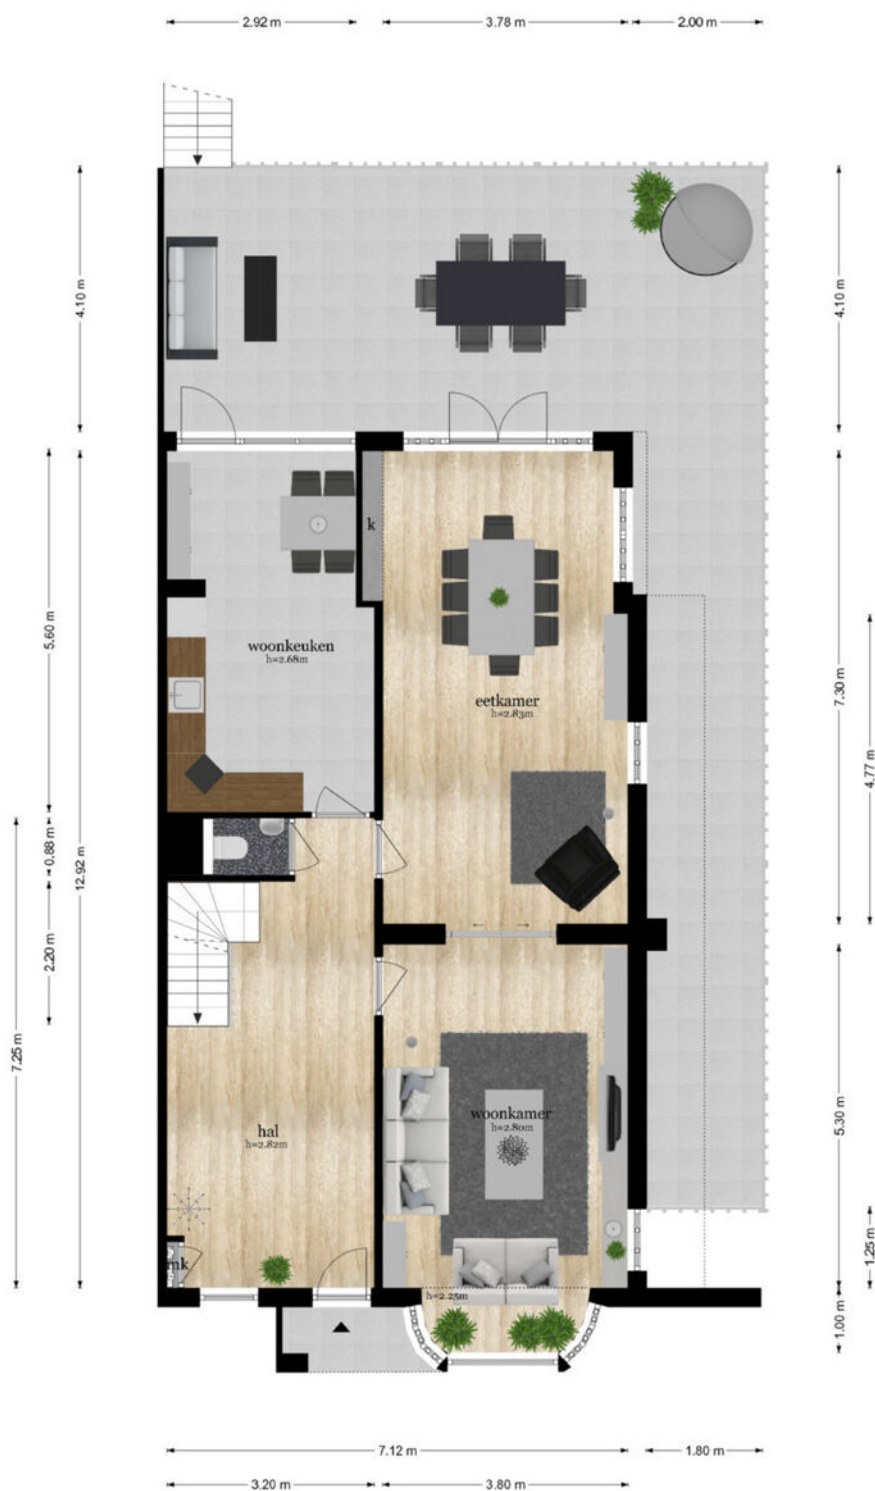 2.92 m
3.78 m
2.00 m
4.10 m
4.10 m
k
woonkeuken
h=2.68m
5.60 m
eetkamer
h=2.83m
7.30 m
4.77 m
0.88 m
12.92 m
2.20 m
7.25 m
woonkamer
h=2.80m
hal
h=2.82m
5.30 m
mk
1.25 m
h=2.25m
1.00 m
7.12 m
1.80 m
3.20 m
3.80 m